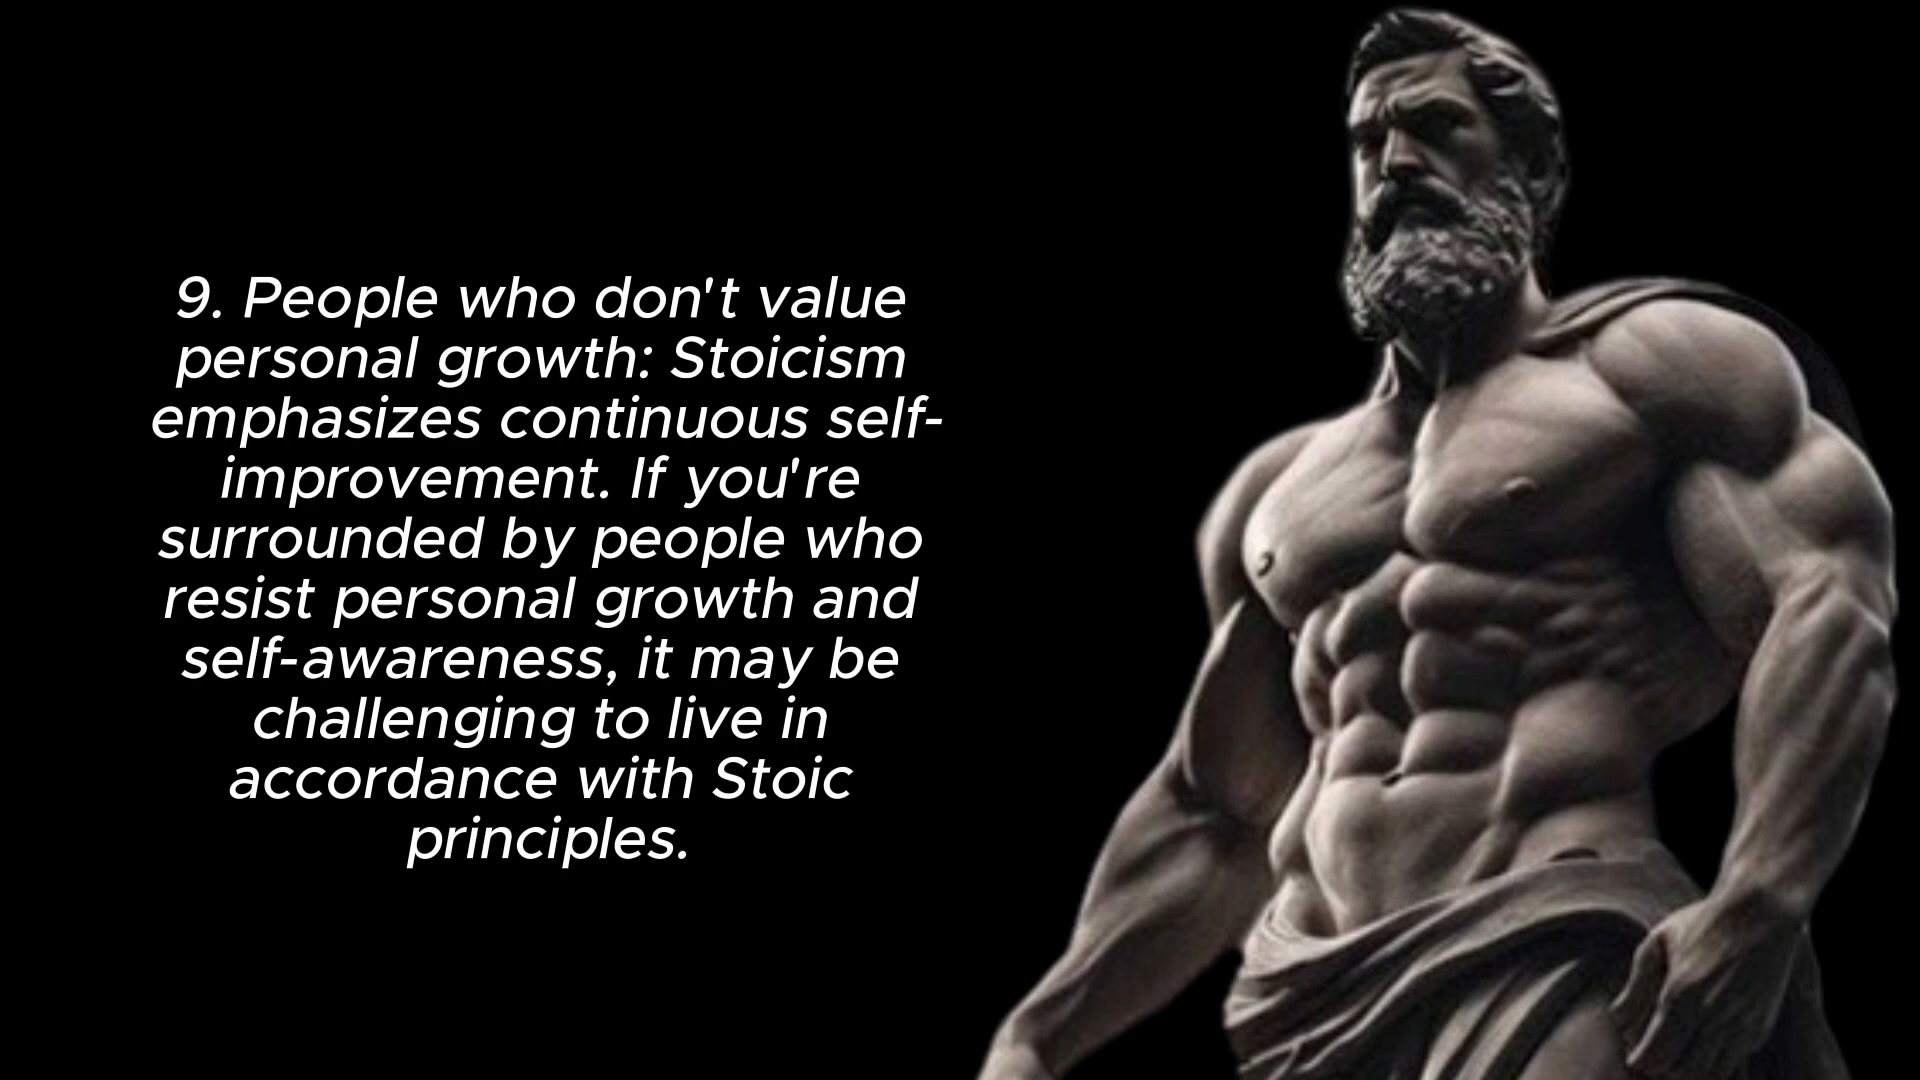 9. People who don't value
personal growth: Stoicism
emphasizes continuous self-
improvement. If you're
surrounded by people who
resist personal growth and
self-awareness, it may be
challenging to live in
accordance with Stoic
principles.